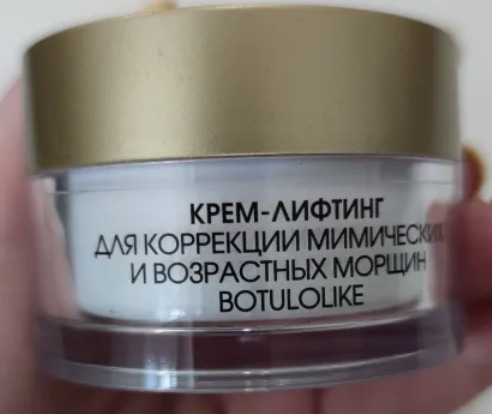 КРЕМ-ЛИФТИНГ
ДЛЯ КОРРЕКЦИИ МИМИЧЕСКИХ
И ВОЗРАСТНЫХ МОРЩИН
BOTULOLIKE